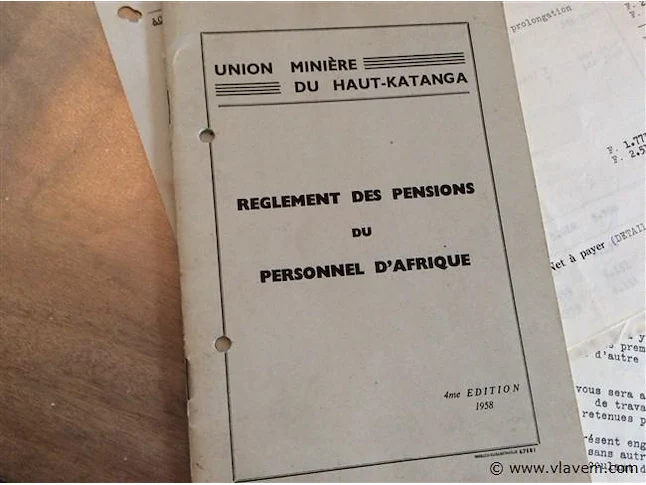 UNION MINIÈRE
DU HAUT-KATANGA
REGLEMENT DES PENSIONS
DU
PERSONNEL D'AFRIQUE
4me EDITION
1958
prolongation
F.
F. 1.77
F. 2.5
Net à payer (DETAIL
y
prem
d'autre
vous sera a
de trava
retenues p
résent eng
sans autr
© www.vlavem.com